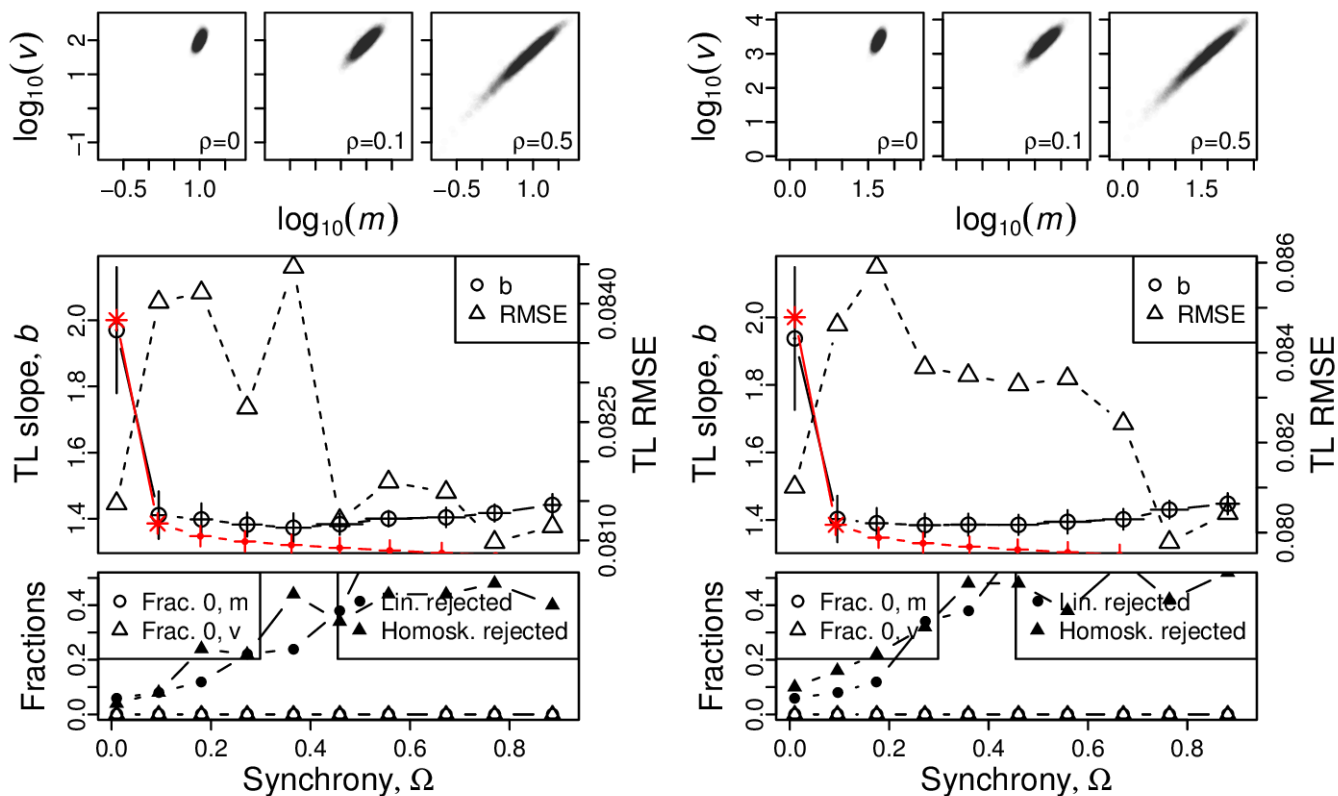 log10(v)
2
1
−1
ρ=0
ρ=0.1
ρ=0.5
−0.5 1.0
−0.5 1.0
log10(m)
TL slope, b
2.0
1.8
1.6
1.4
b
RMSE
0.0840
0.0825
0.0810
TL RMSE
Fractions
0.4
0.2
0.0
Frac. 0, m
Frac. 0, v
Lin. rejected
Homosk. rejected
0.0 0.2 0.4 0.6 0.8
Synchrony, Ω
log10(v)
4
3
2
1
0
ρ=0
ρ=0.1
ρ=0.5
0.0 1.5
0.0 1.5
log10(m)
TL slope, b
2.0
1.8
1.6
1.4
b
RMSE
0.086
0.084
0.082
0.080
TL RMSE
Fractions
0.4
0.2
0.0
Frac. 0, m
Frac. 0, v
Lin. rejected
Homosk. rejected
0.0 0.2 0.4 0.6 0.8
Synchrony, Ω